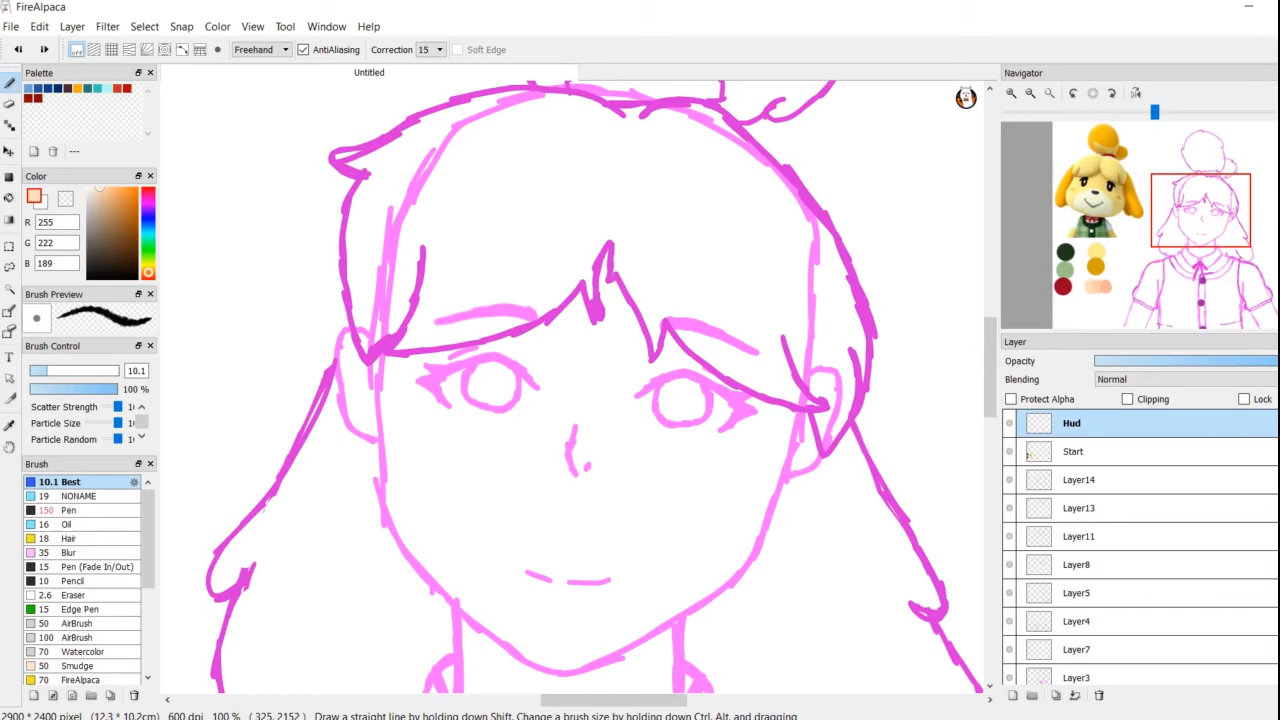 FireAlpaca
File Edit Layer Filter Select Snap Color View Tool Window Help
Freehand AntiAliasing Correction 15 Soft Edge
Palette
Untitled
Navigator
---
Color
R 255
G 222
B 189
Brush Preview
Brush Control
10.1
100 %
Scatter Strength
Particle Size
Particle Random
Brush
10.1 Best
19 NONAME
150 Pen
16 Oil
18 Hair
35 Blur
15 Pen (Fade In/Out)
10 Pencil
2.6 Eraser
15 Edge Pen
50 AirBrush
100 AirBrush
70 Watercolor
50 Smudge
70 FireAlpaca
Layer
Opacity
Blending Normal
Protect Alpha Clipping Lock
Hud
Start
Layer14
Layer13
Layer11
Layer8
Layer5
Layer4
Layer7
Layer3
2900 * 2400 pixel (12.3 * 10.2cm) 600 dpi 100 % ( 325, 2152 ) Draw a straight line by holding down Shift, Change a brush size by holding down Ctrl, Alt, and dragging